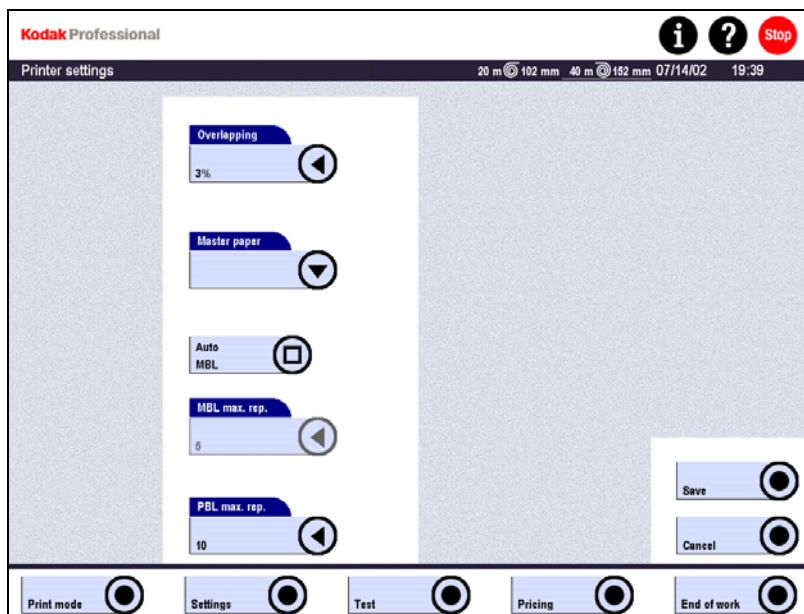 Kodak Professional
i ? Stop
Printer settings 20 m 102 mm 40 m 152 mm 07/14/02 19:39
Overlapping
3%
Master paper
Auto
MBL
MBL max. rep.
5
PBL max. rep.
10
Save
Cancel
Print mode Settings Test Pricing End of work